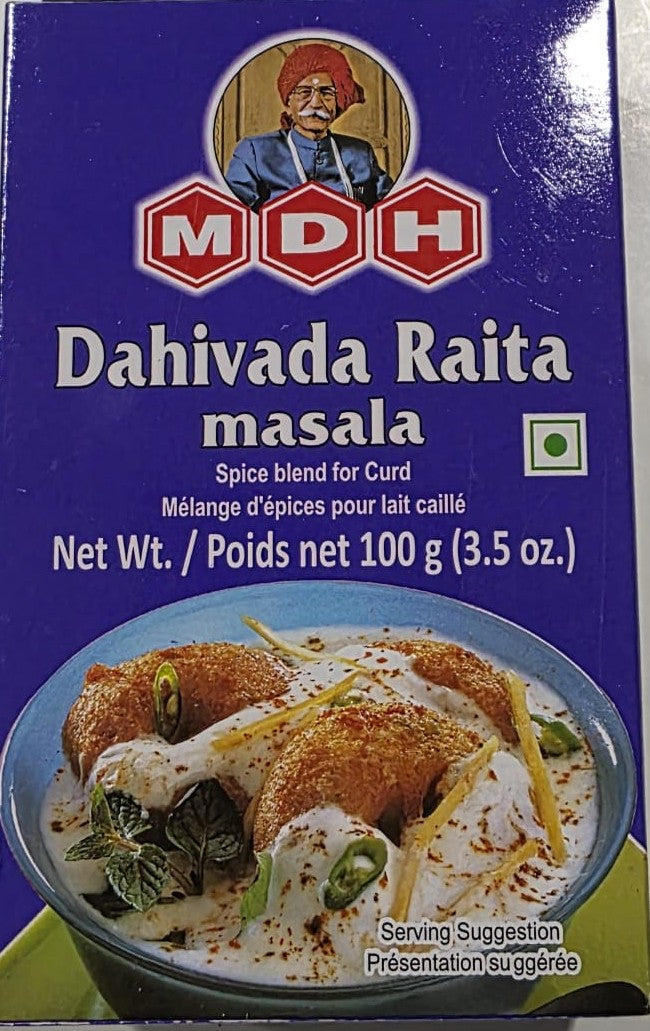 MDH
Dahivada Raita
masala
Spice blend for Curd
Mélange d'épices pour lait caillé
Net Wt. / Poids net 100 g (3.5 oz.)
Serving Suggestion
Présentation suggérée